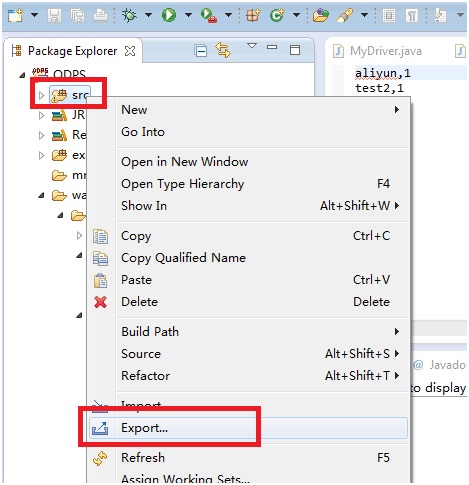 Package Explorer
ODPS
src
JR
Re
exa
mr
wa
MyDriver.java
aliyun,1
test2,1
New
Go Into
Open in New Window
Open Type Hierarchy F4
Show In Alt+Shift+W
Copy Ctrl+C
Copy Qualified Name
Paste Ctrl+V
Delete Delete
Build Path
Source Alt+Shift+S
Refactor Alt+Shift+T
Import...
Export...
Refresh F5
Assign Working Sets...
@ Javado
to display